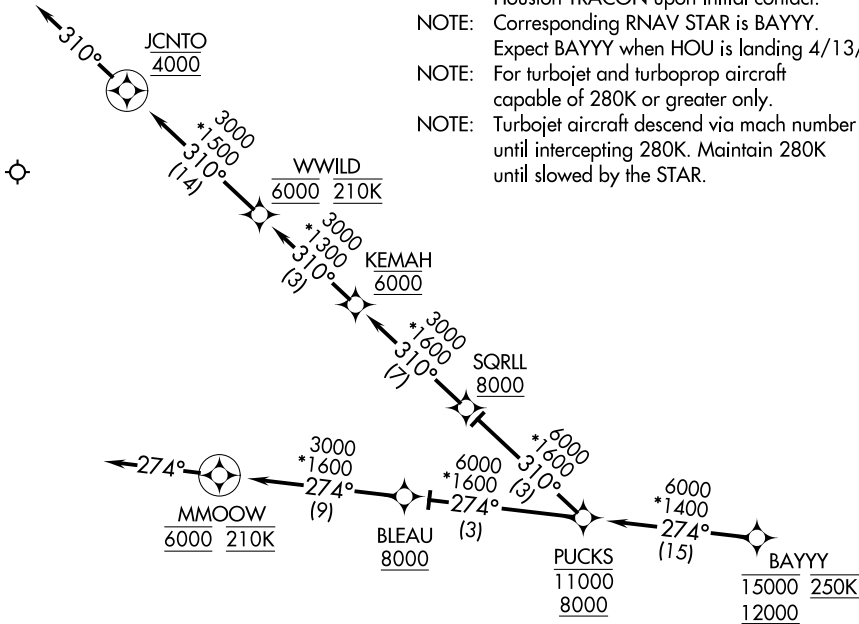 Houston TRACON upon initial contact.
NOTE: Corresponding RNAV STAR is BAYYY.
Expect BAYYY when HOU is landing 4/13/
NOTE: For turbojet and turboprop aircraft
capable of 280K or greater only.
NOTE: Turbojet aircraft descend via mach number
until intercepting 280K. Maintain 280K
until slowed by the STAR.
310°
JCNTO
4000
3000
*1500
310°
(14)
WWILD
6000 210K
3000
*1300
310°
(3)
KEMAH
6000
3000
*1600
310°
(7)
SQRLL
8000
6000
*1600
310°
(3)
274°
MMOOW
6000 210K
3000
*1600
274°
(9)
BLEAU
8000
6000
*1600
274°
(3)
PUCKS
11000
8000
6000
*1400
274°
(15)
BAYYY
15000 250K
12000